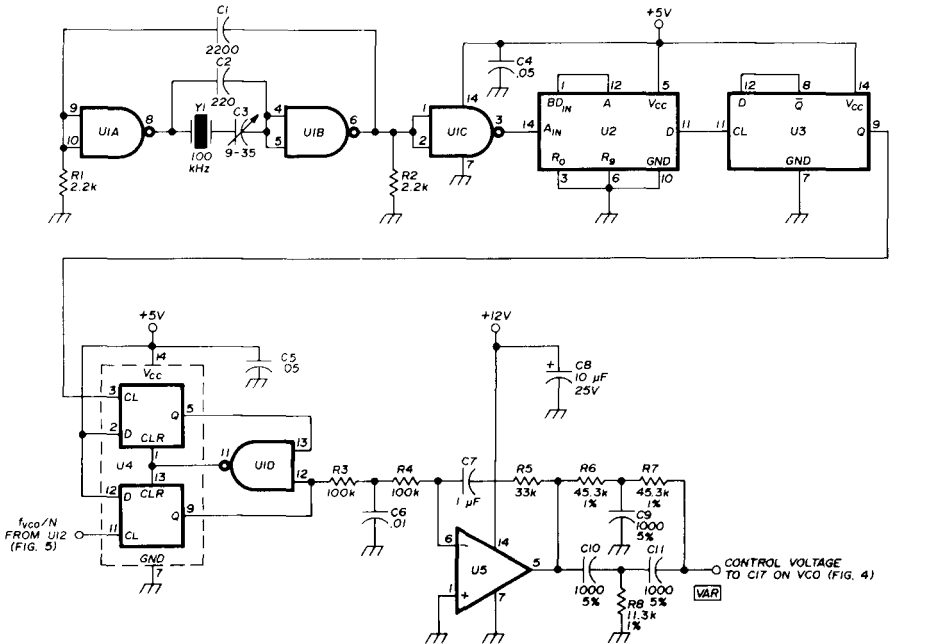 C1
2200
C2
220
Y1
100
kHz
C3
9-35
9
10
U1A
8
4
5
U1B
6
R1
2.2k
R2
2.2k
1
2
U1C
14
3
7
C4
.05
+5V
1
12
5
BD IN
A
VCC
14
A IN
U2
D
11
R0
R9
GND
3
6
10
12
8
14
D
Q̅
VCC
11
CL
U3
Q
9
GND
7
+5V
14
VCC
C5
.05
3
CL
Q
5
2
D
CLR
1
U4
13
12
D
CLR
Q
9
11
CL
GND
7
fVCO/N
FROM U12
(FIG. 5)
11
U1D
13
12
R3
100k
R4
100k
C6
.01
C7
1 µF
+12V
C8
+
10 µF
25V
R5
33k
R6
45.3k
1%
R7
45.3k
1%
C9
1000
5%
6
−
14
U5
5
1
+
7
C10
1000
5%
C11
1000
5%
R8
11.3k
1%
CONTROL VOLTAGE
TO C17 ON VCO (FIG. 4)
VAR